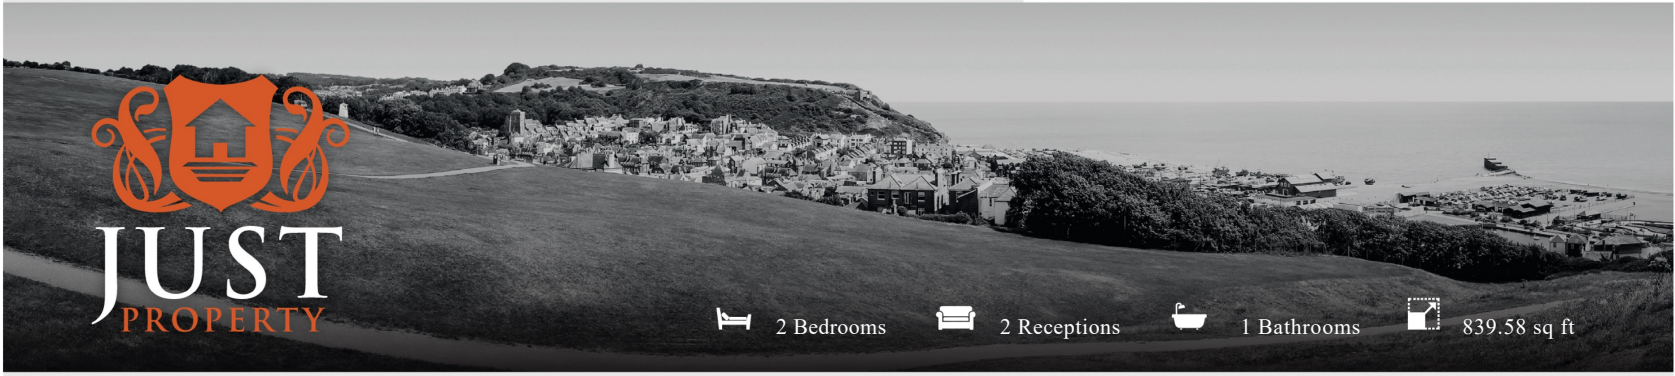 JUST
PROPERTY
2 Bedrooms
2 Receptions
1 Bathrooms
839.58 sq ft